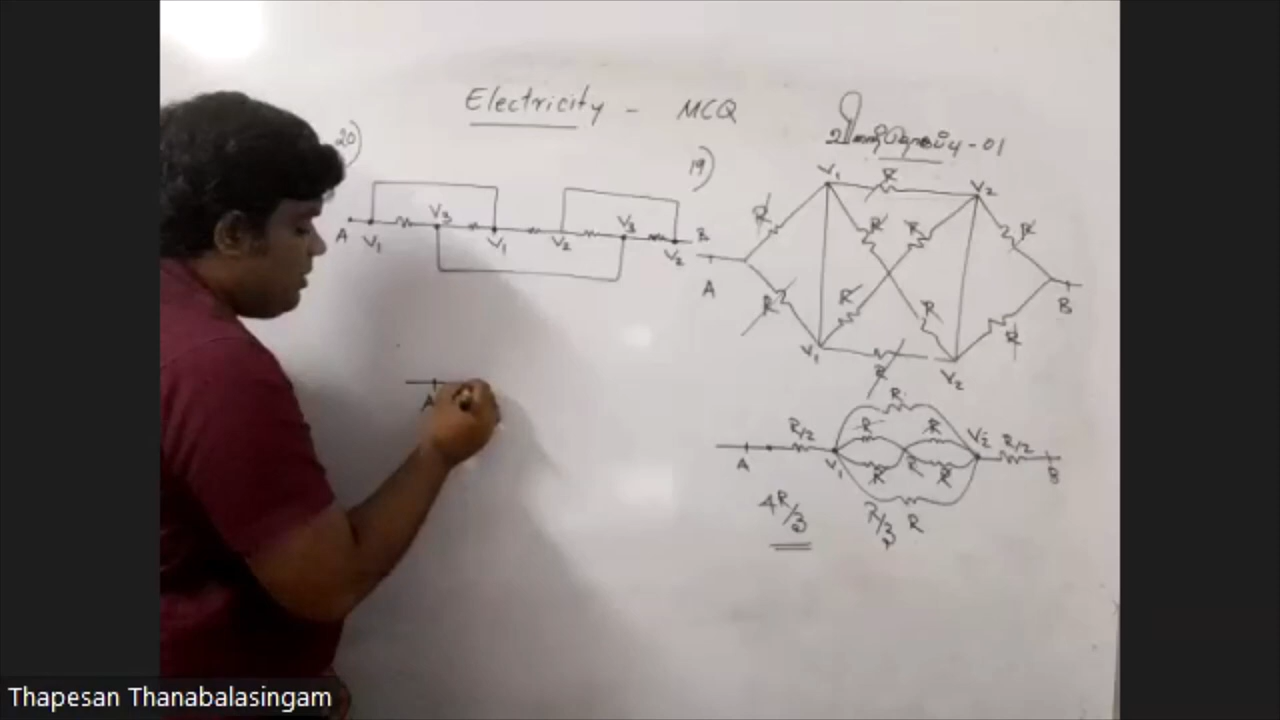 Electricity - MCQ
வினாத்தொகுப்பு - 01
20)
A V₁ V₃ V₁ V₂ V₃ V₂ B
19)
V₁ R V₂
R R R R
A B
R R R R
V₁ R V₂
A
R
R/2 R R V₂ R/2
A V₁ R R R B
4R/3 R/3 R
Thapesan Thanabalasingam